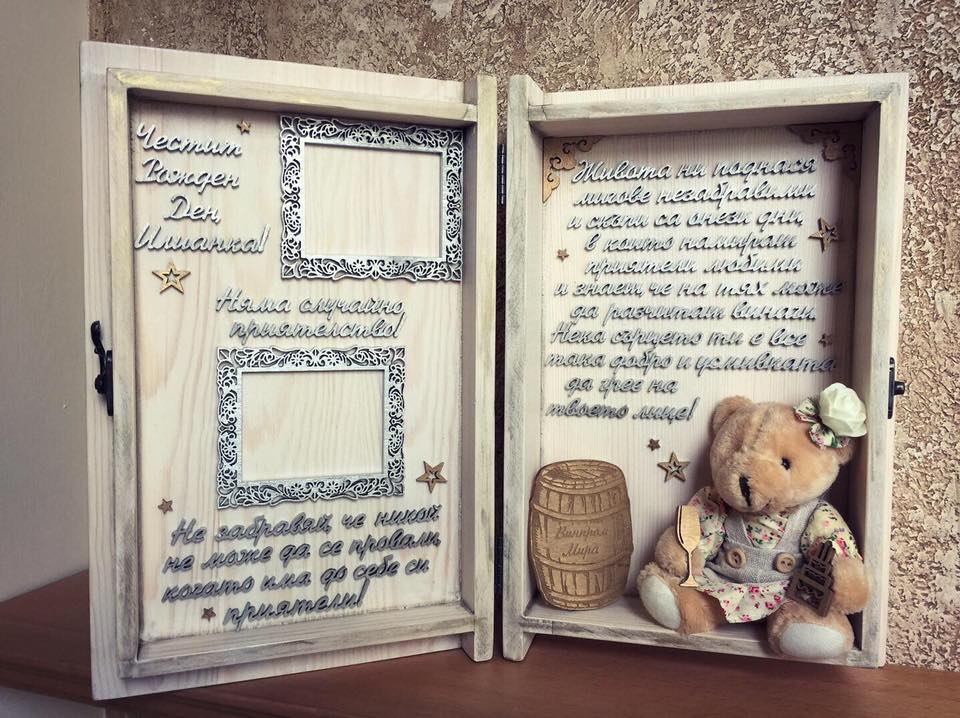 Честит
Рожден
Ден,
Илианка!
Няма случайно
приятелство!
Не забравяй, че никой
не може да се провали,
когато има до себе си
приятели!
Живота ни поднася
мигове незабравими
и скъпи са онези дни,
в които намираш
приятели любими
и знаеш, че на тях може
да разчиташ винаги.
Нека сърцето ти е все
така добро и усмивката
да грее на
твоето лице!
Винпром
Мира